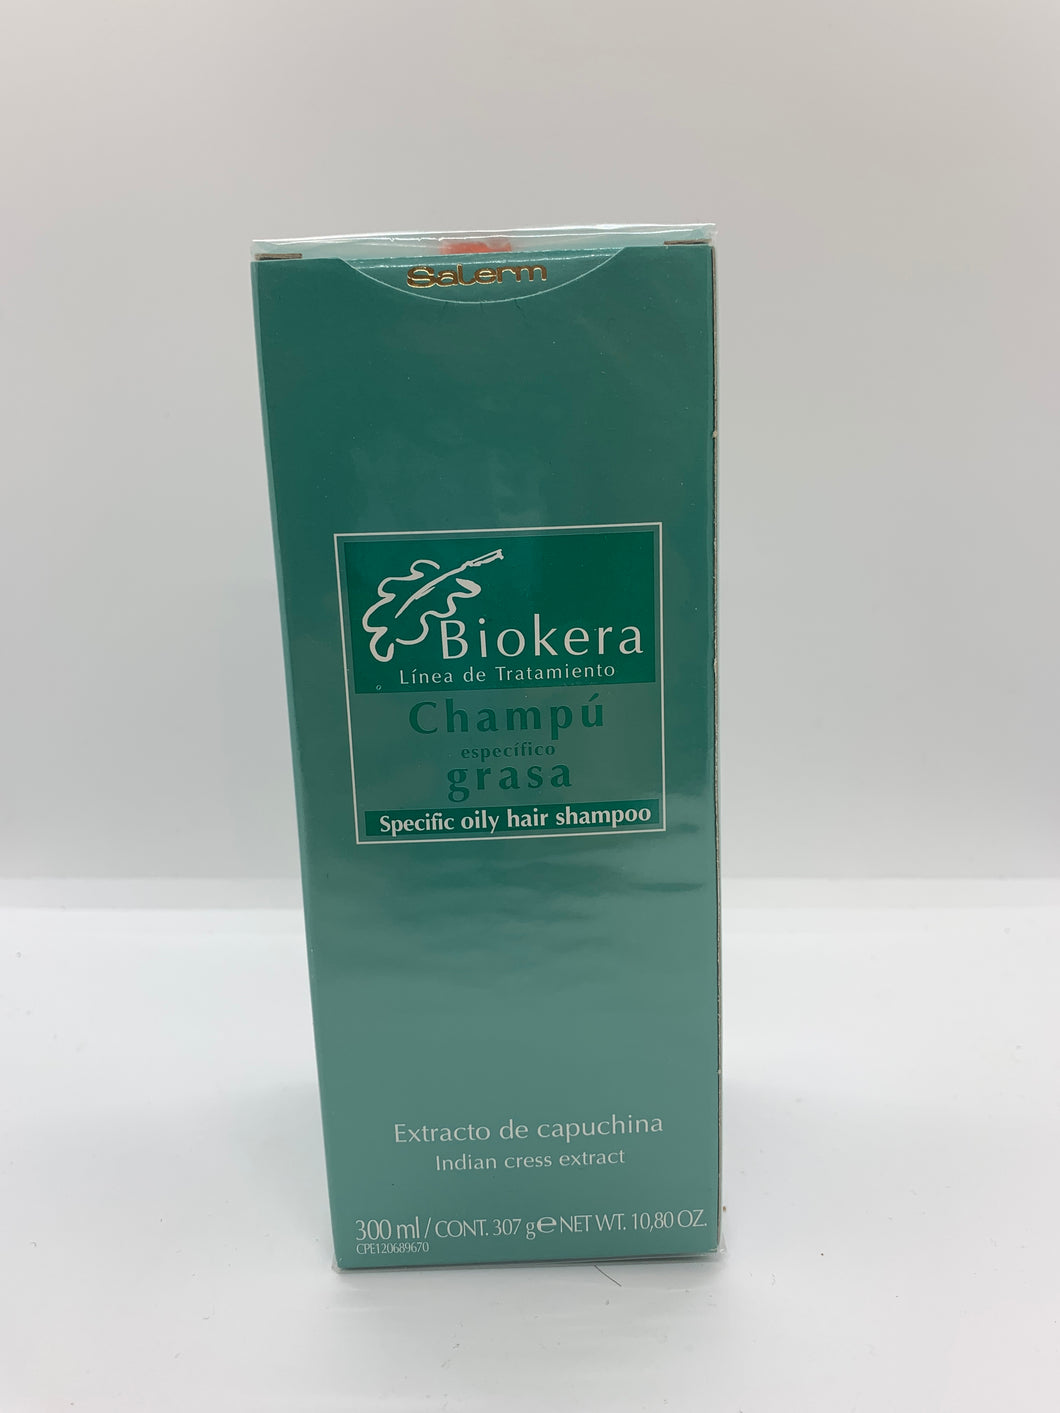 Salerm
Biokera
Línea de Tratamiento
Champú
específico
grasa
Specific oily hair shampoo
Extracto de capuchina
Indian cress extract
300 ml / CONT. 307 g ℮ NET WT. 10,80 OZ.
CPE120689670